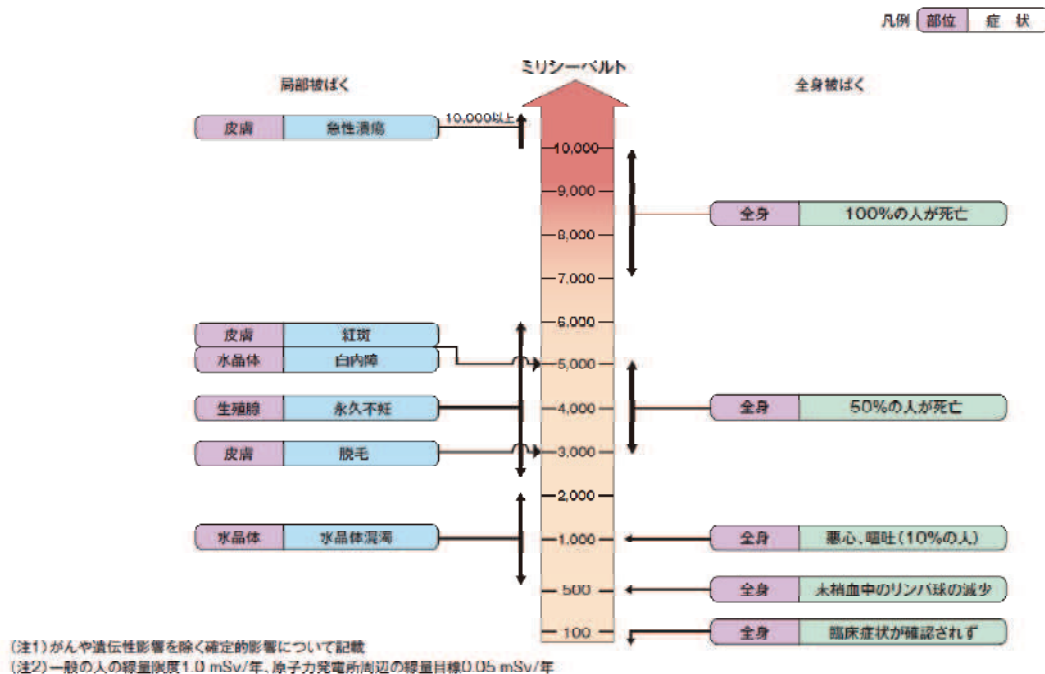 凡例 部位 症 状
ミリシーベルト
局部被ばく
全身被ばく
皮膚 急性潰瘍 10,000以上
10,000
9,000
全身 100%の人が死亡
8,000
7,000
6,000
皮膚 紅斑
水晶体 白内障
5,000
生殖腺 永久不妊
4,000
全身 50%の人が死亡
皮膚 脱毛
3,000
2,000
水晶体 水晶体混濁
1,000
全身 悪心、嘔吐(10%の人)
500
全身 末梢血中のリンパ球の減少
100
全身 臨床症状が確認されず
(注1)がんや遺伝性影響を除く確定的影響について記載
(注2)一般の人の線量限度1.0 mSv/年、原子力発電所周辺の線量目標0.05 mSv/年